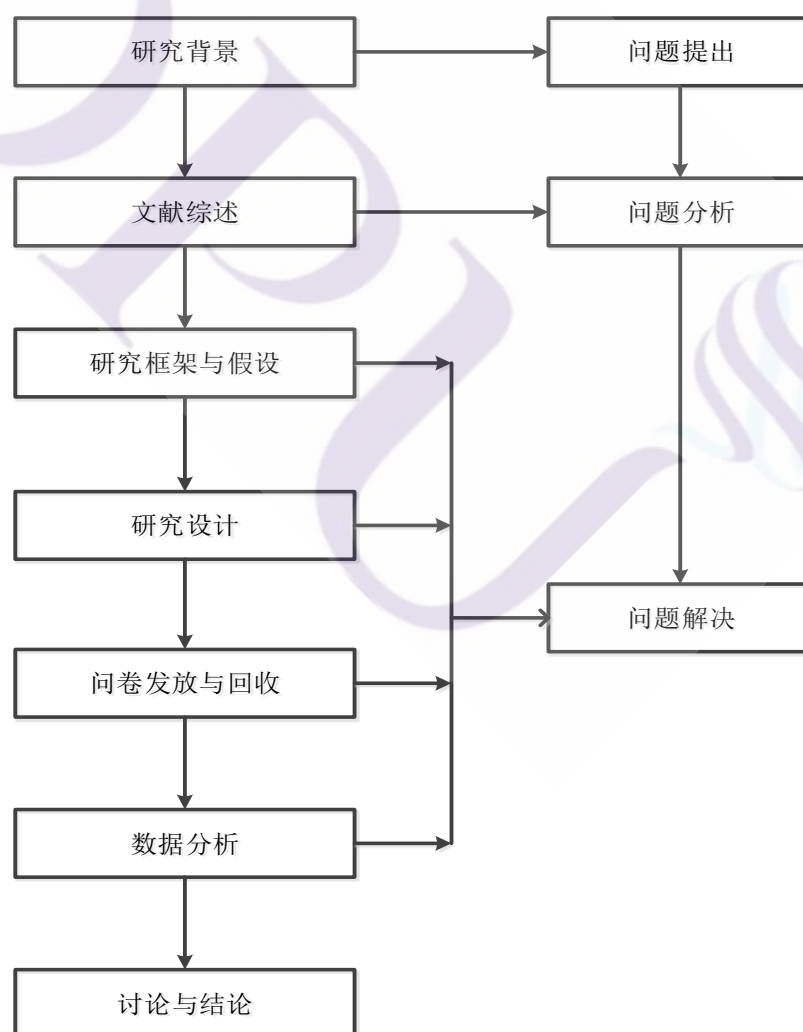 研究背景
问题提出
文献综述
问题分析
研究框架与假设
研究设计
问题解决
问卷发放与回收
数据分析
讨论与结论